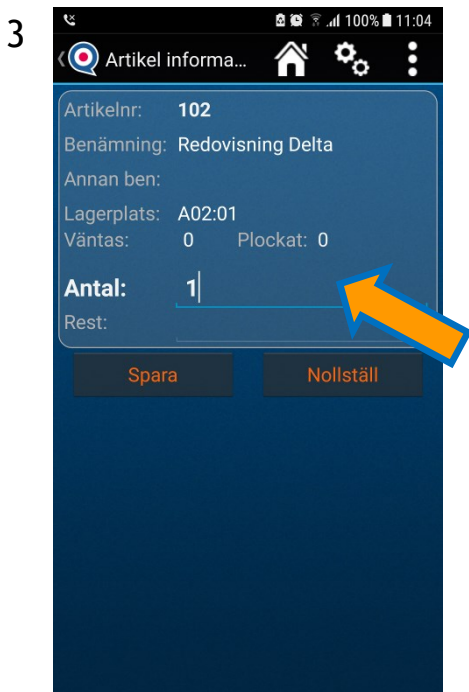 3
100% 11:04
Artikel informa...
Artikelnr: 102
Benämning: Redovisning Delta
Annan ben:
Lagerplats: A02:01
Väntas: 0 Plockat: 0
Antal: 1
Rest:
Spara Nollställ